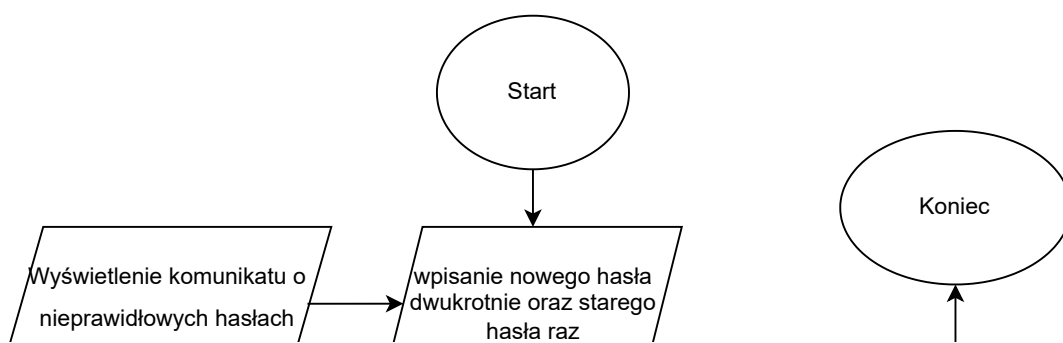 Start
Koniec
Wyświetlenie komunikatu o
nieprawidłowych hasłach
wpisanie nowego hasła
dwukrotnie oraz starego
hasła raz